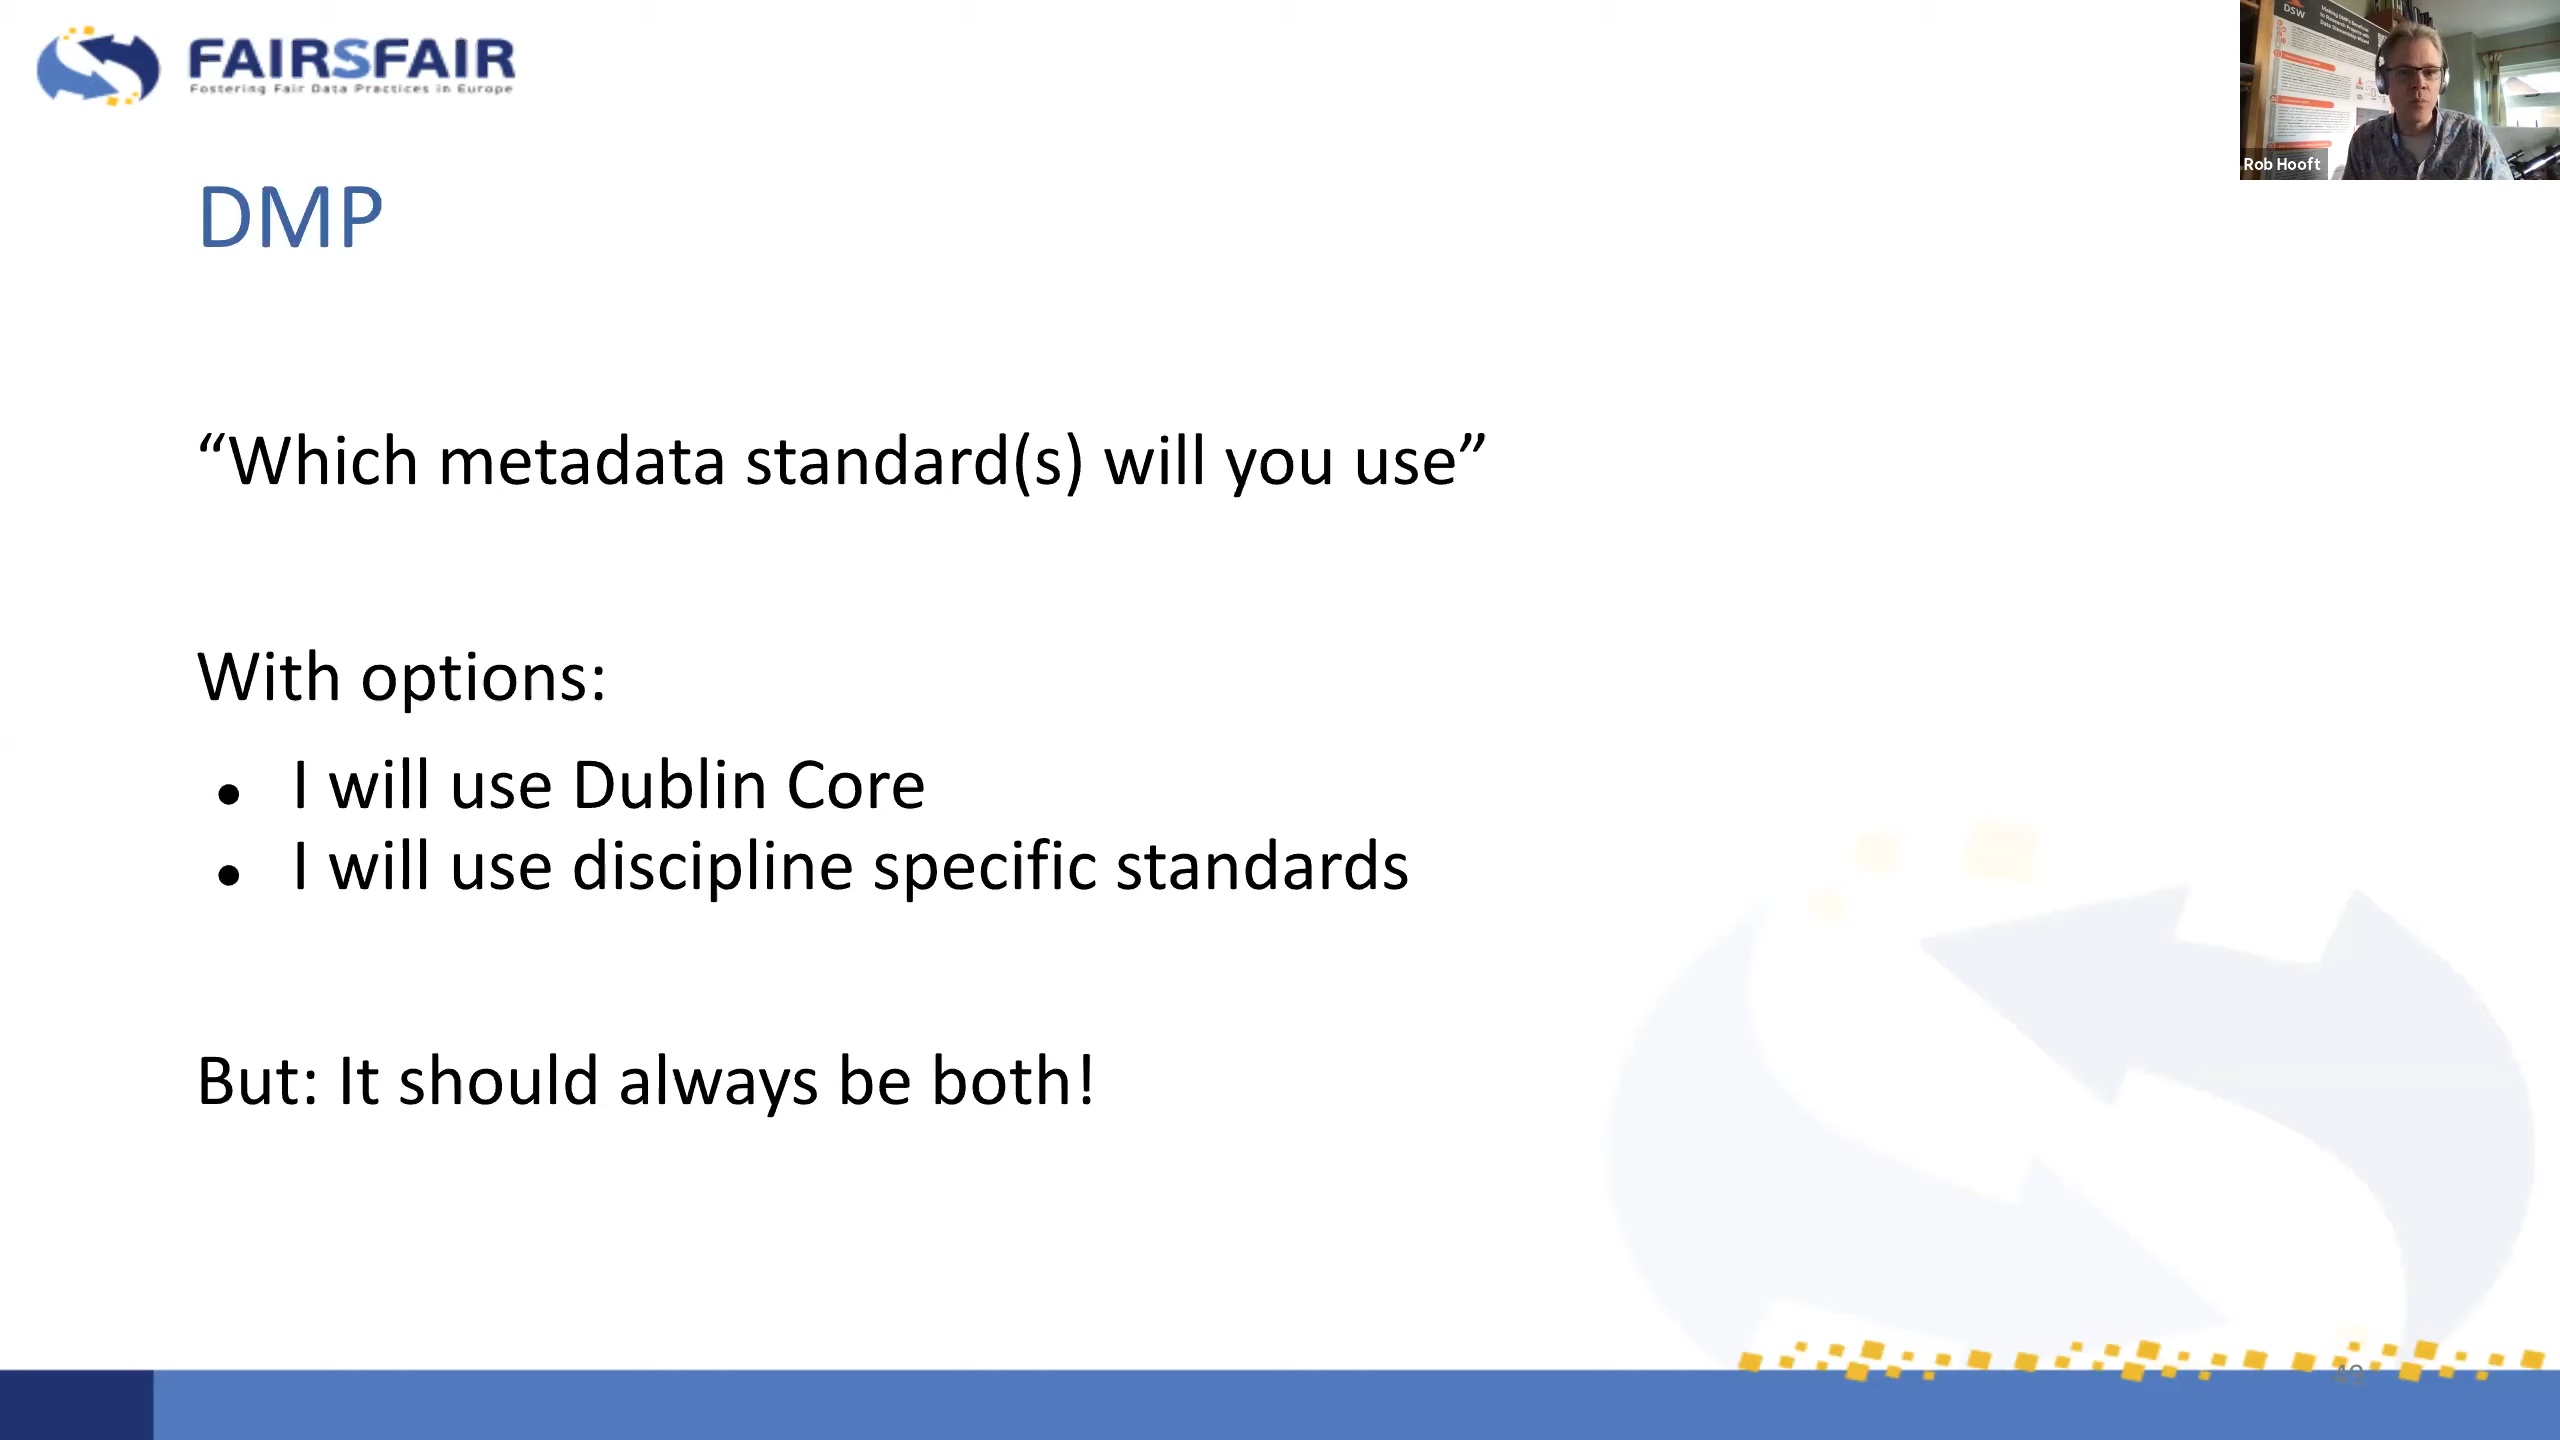 FAIRSFAIR
Fostering Fair Data Practices in Europe
DSW
Rob Hooft
DMP
“Which metadata standard(s) will you use”
With options:
● I will use Dublin Core
● I will use discipline specific standards
But: It should always be both!